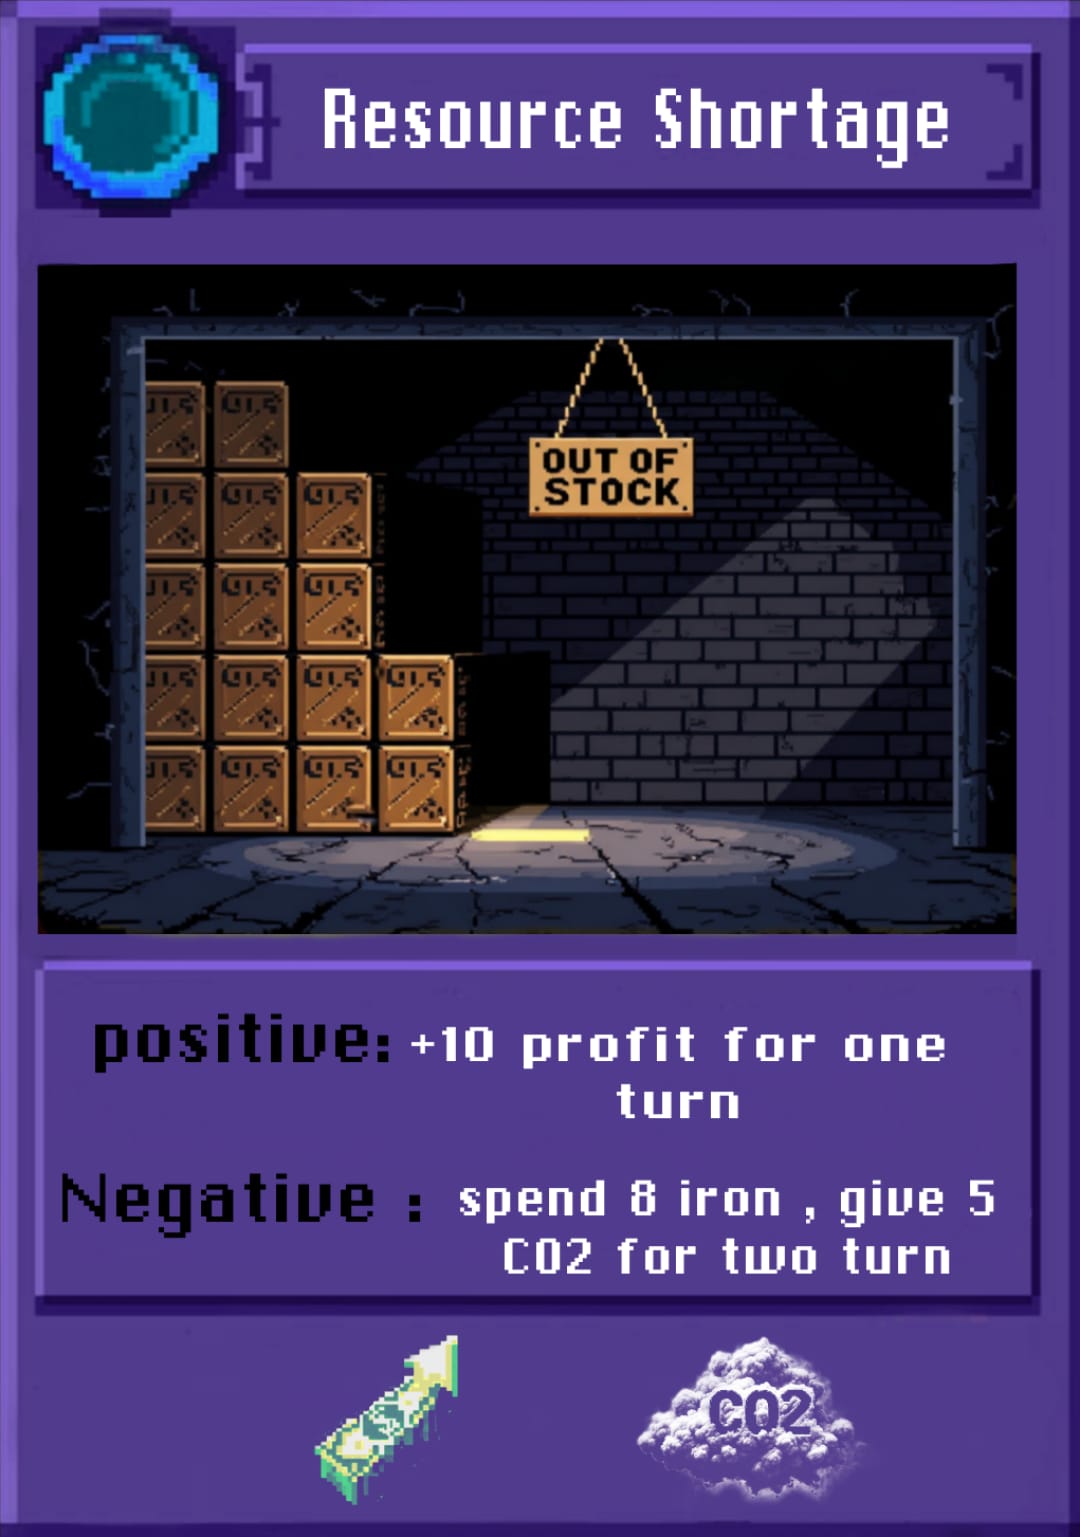 Resource Shortage
OUT OF
STOCK
positive: +10 profit for one
turn
Negative : spend 8 iron , give 5
CO2 for two turn
CO2